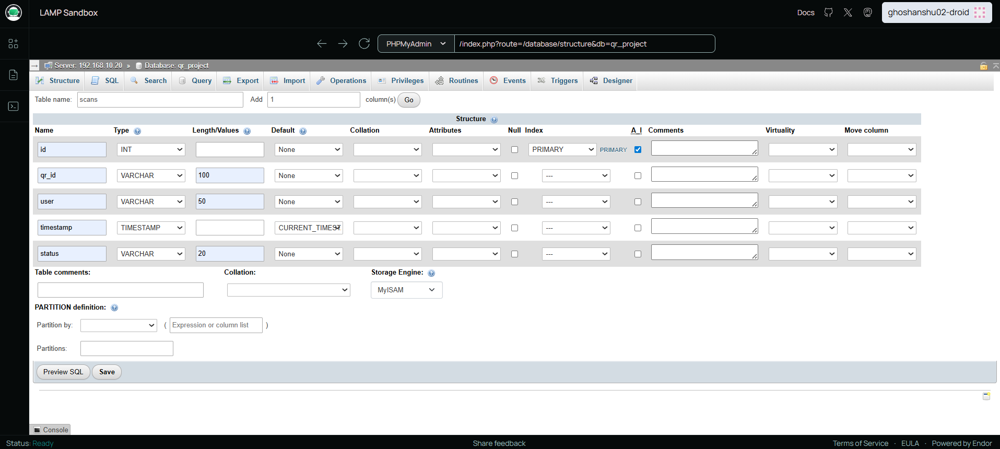 LAMP Sandbox
Docs
ghoshanshu02-droid
PHPMyAdmin
/index.php?route=/database/structure&db=qr_project
Server: 192.168.10.20 » Database: qr_project
Structure SQL Search Query Export Import Operations Privileges Routines Events Triggers Designer
Table name: scans Add 1 column(s) Go
Structure
Name Type Length/Values Default Collation Attributes Null Index A_I Comments Virtuality Move column
id INT None PRIMARY PRIMARY
qr_id VARCHAR 100 None ---
user VARCHAR 50 None ---
timestamp TIMESTAMP CURRENT_TIMEST ---
status VARCHAR 20 None ---
Table comments: Collation: Storage Engine:
MyISAM
PARTITION definition:
Partition by: ( Expression or column list )
Partitions:
Preview SQL Save
Console
Status: Ready Share feedback Terms of Service · EULA · Powered by Endor